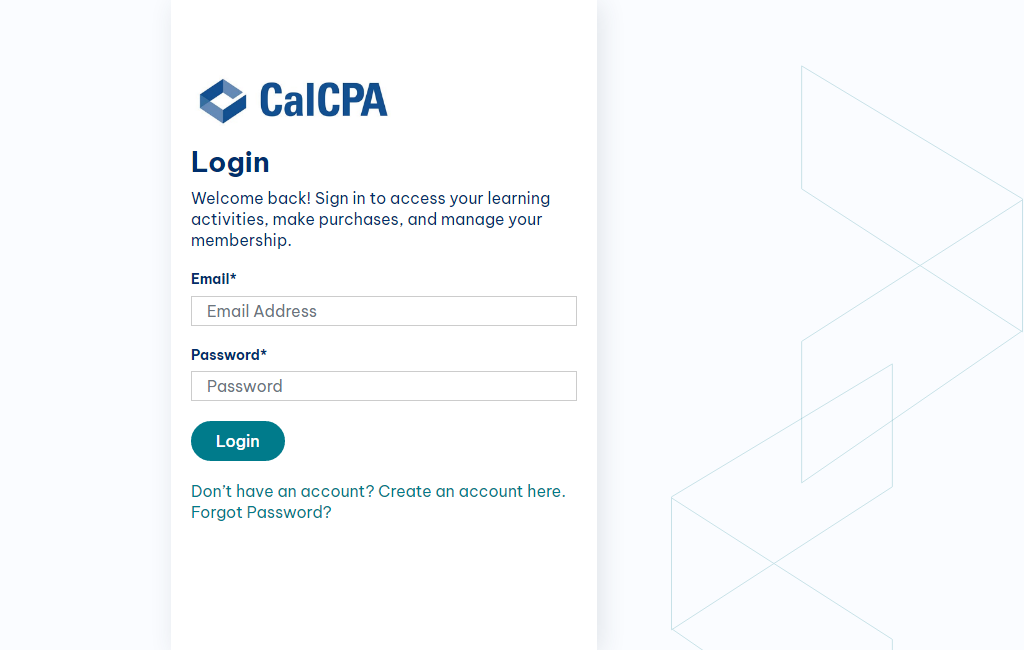 CalCPA
Login
Welcome back! Sign in to access your learning
activities, make purchases, and manage your
membership.
Email*
Email Address
Password*
Password
Login
Don't have an account? Create an account here.
Forgot Password?